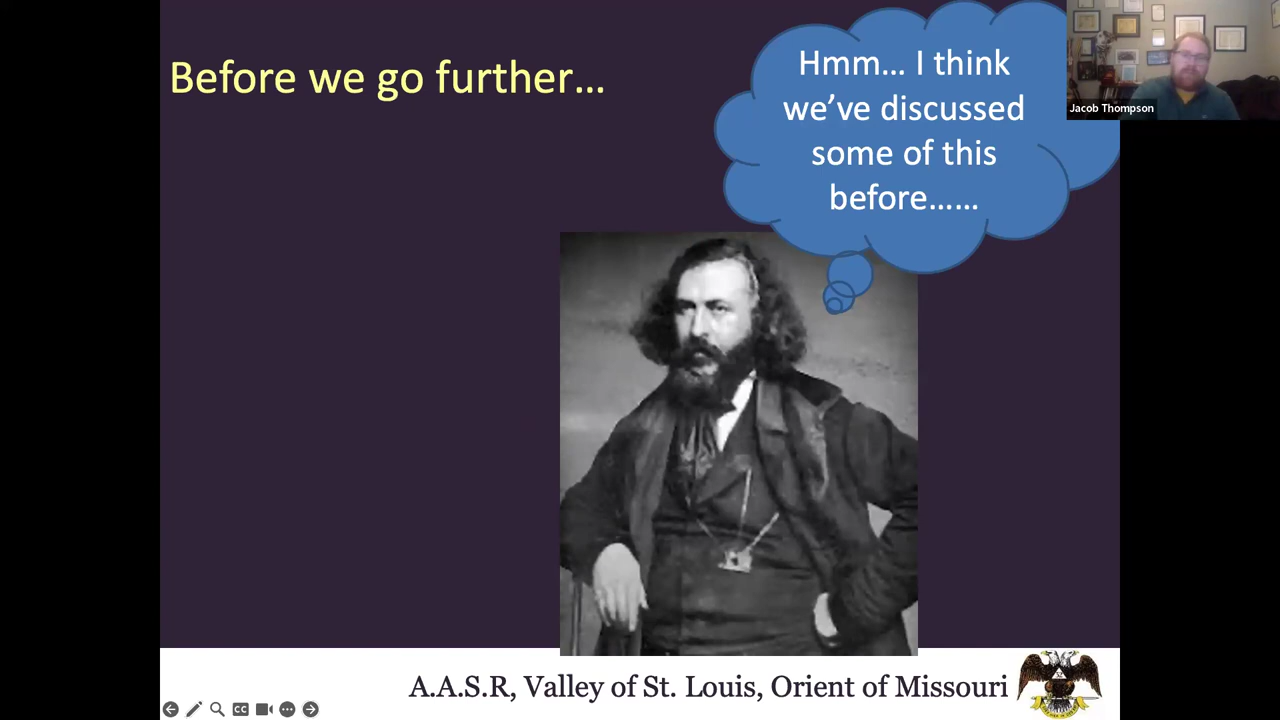 Before we go further…
Hmm… I think
we’ve discussed
some of this
before……
Jacob Thompson
A.A.S.R, Valley of St. Louis, Orient of Missouri
CC